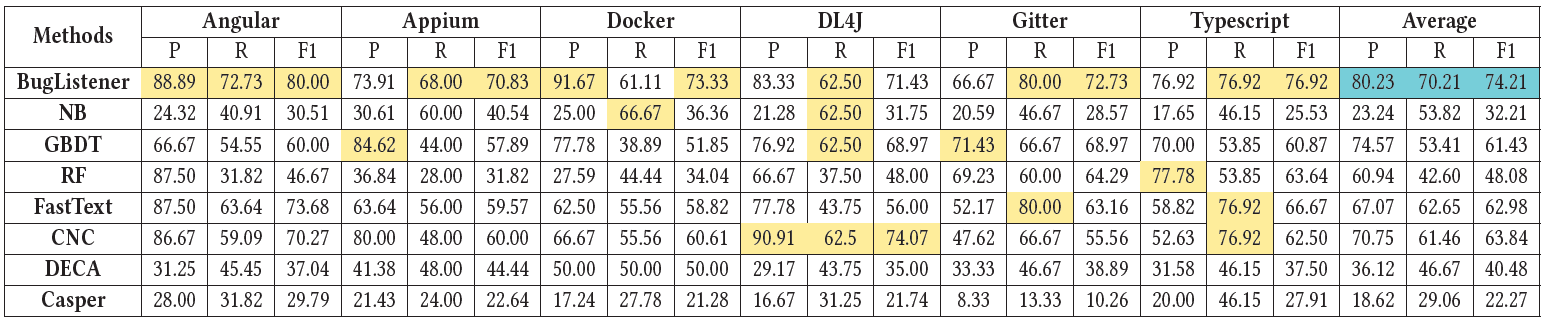 Methods Angular Appium Docker DL4J Gitter Typescript Average
P R F1 P R F1 P R F1 P R F1 P R F1 P R F1 P R F1
BugListener 88.89 72.73 80.00 73.91 68.00 70.83 91.67 61.11 73.33 83.33 62.50 71.43 66.67 80.00 72.73 76.92 76.92 76.92 80.23 70.21 74.21
NB 24.32 40.91 30.51 30.61 60.00 40.54 25.00 66.67 36.36 21.28 62.50 31.75 20.59 46.67 28.57 17.65 46.15 25.53 23.24 53.82 32.21
GBDT 66.67 54.55 60.00 84.62 44.00 57.89 77.78 38.89 51.85 76.92 62.50 68.97 71.43 66.67 68.97 70.00 53.85 60.87 74.57 53.41 61.43
RF 87.50 31.82 46.67 36.84 28.00 31.82 27.59 44.44 34.04 66.67 37.50 48.00 69.23 60.00 64.29 77.78 53.85 63.64 60.94 42.60 48.08
FastText 87.50 63.64 73.68 63.64 56.00 59.57 62.50 55.56 58.82 77.78 43.75 56.00 52.17 80.00 63.16 58.82 76.92 66.67 67.07 62.65 62.98
CNC 86.67 59.09 70.27 80.00 48.00 60.00 66.67 55.56 60.61 90.91 62.5 74.07 47.62 66.67 55.56 52.63 76.92 62.50 70.75 61.46 63.84
DECA 31.25 45.45 37.04 41.38 48.00 44.44 50.00 50.00 50.00 29.17 43.75 35.00 33.33 46.67 38.89 31.58 46.15 37.50 36.12 46.67 40.48
Casper 28.00 31.82 29.79 21.43 24.00 22.64 17.24 27.78 21.28 16.67 31.25 21.74 8.33 13.33 10.26 20.00 46.15 27.91 18.62 29.06 22.27